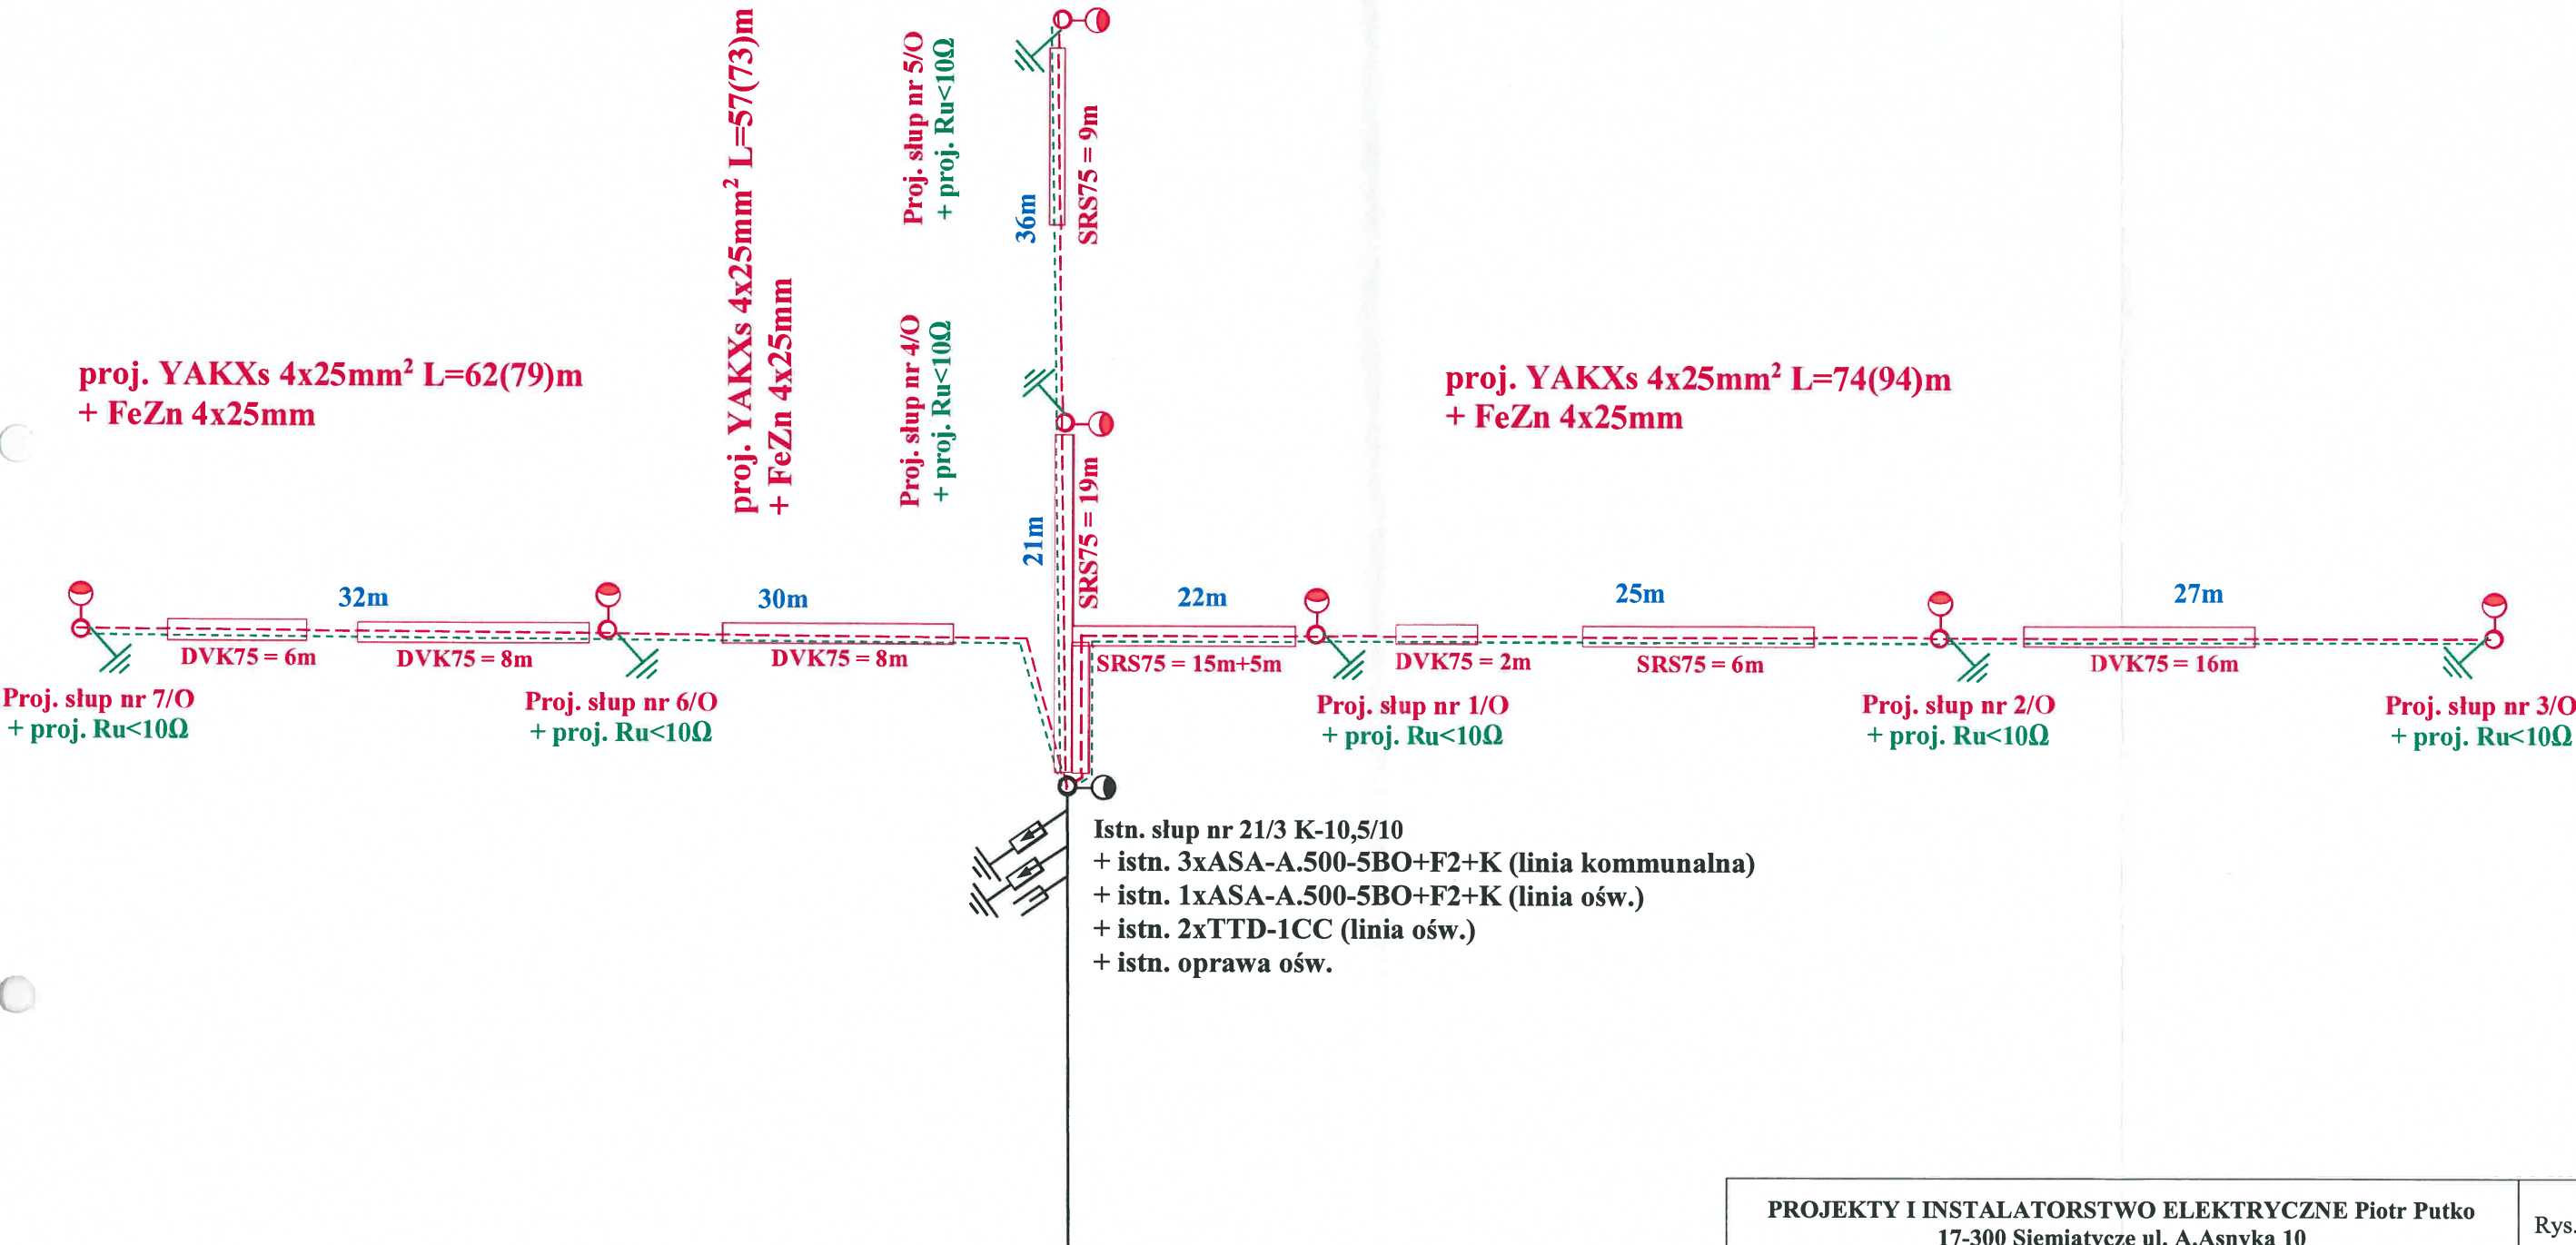 proj. YAKXs 4x25mm² L=57(73)m
+ FeZn 4x25mm
Proj. słup nr 5/O
+ proj. Ru<10Ω
36m
SRS75 = 9m
Proj. słup nr 4/O
+ proj. Ru<10Ω
21m
SRS75 = 19m
proj. YAKXs 4x25mm² L=62(79)m
+ FeZn 4x25mm
proj. YAKXs 4x25mm² L=74(94)m
+ FeZn 4x25mm
32m
30m
22m
25m
27m
DVK75 = 6m
DVK75 = 8m
DVK75 = 8m
SRS75 = 15m+5m
DVK75 = 2m
SRS75 = 6m
DVK75 = 16m
Proj. słup nr 7/O
+ proj. Ru<10Ω
Proj. słup nr 6/O
+ proj. Ru<10Ω
Proj. słup nr 1/O
+ proj. Ru<10Ω
Proj. słup nr 2/O
+ proj. Ru<10Ω
Proj. słup nr 3/O
+ proj. Ru<10Ω
Istn. słup nr 21/3 K-10,5/10
+ istn. 3xASA-A.500-5BO+F2+K (linia kommunalna)
+ istn. 1xASA-A.500-5BO+F2+K (linia ośw.)
+ istn. 2xTTD-1CC (linia ośw.)
+ istn. oprawa ośw.
PROJEKTY I INSTALATORSTWO ELEKTRYCZNE Piotr Putko
17-300 Siemiatycze ul. A.Asnyka 10
Rys.